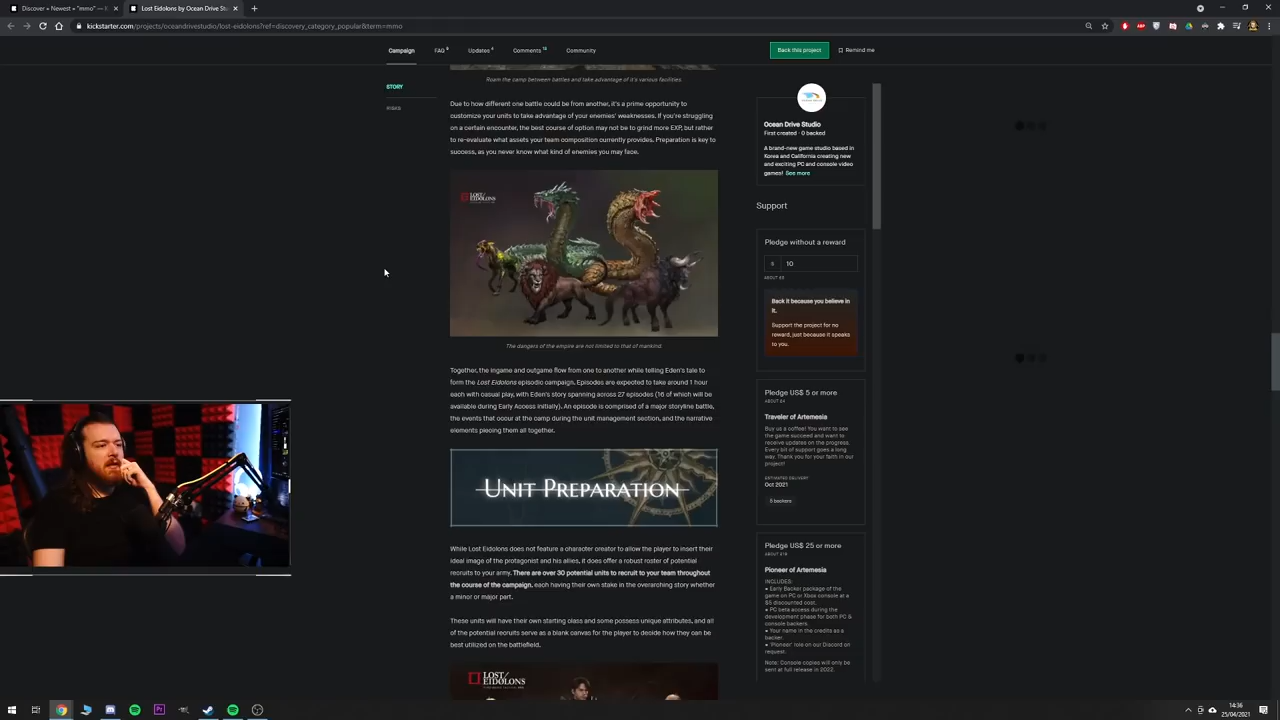 Discover » Newest » "mmo" — Ki
Lost Eidolons by Ocean Drive Stu
kickstarter.com/projects/oceandrivestudio/lost-eidolons?ref=discovery_category_popular&term=mmo
Campaign
FAQ
Updates 4
Comments
Community
Back this project
Remind me
Roam the camp between battles and take advantage of it's various facilities.
STORY
RISKS
Due to how different one battle could be from another, it's a prime opportunity to
customize your units to take advantage of your enemies' weaknesses. If you're struggling
on a certain encounter, the best course of option may not be to grind more EXP, but rather
to re-evaluate what assets your team composition currently provides. Preparation is key to
success, as you never know what kind of enemies you may face.
LOST/
EIDOLONS
The dangers of the empire are not limited to that of mankind.
Together, the ingame and outgame flow from one to another while telling Eden's tale to
form the Lost Eidolons episodic campaign. Episodes are expected to take around 1 hour
each with casual play, with Eden's story spanning across 27 episodes (16 of which will be
available during Early Access initially). An episode is comprised of a major storyline battle,
the events that occur at the camp during the unit management section, and the narrative
elements piecing them all together.
UNIT PREPARATION
While Lost Eidolons does not feature a character creator to allow the player to insert their
ideal image of the protagonist and his allies, it does offer a robust roster of potential
recruits to your army. There are over 30 potential units to recruit to your team throughout
the course of the campaign, each having their own stake in the overarching story whether
a minor or major part.
These units will have their own starting class and some possess unique attributes, and all
of the potential recruits serve as a blank canvas for the player to decide how they can be
best utilized on the battlefield.
LOST/
EIDOLONS
Ocean Drive Studio
First created · 0 backed
A brand-new game studio based in
Korea and California creating new
and exciting PC and console video
games! See more
Support
Pledge without a reward
$ 10
Back it because you believe in
it.
Support the project for no
reward, just because it speaks
to you.
Pledge US$ 5 or more
ABOUT £4
Traveler of Artemesia
Buy us a coffee! You want to see
the game succeed and want to
receive updates on the progress.
Every bit of support goes a long
way. Thank you for your faith in our
project!
ESTIMATED DELIVERY
Oct 2021
5 backers
Pledge US$ 25 or more
ABOUT £18
Pioneer of Artemesia
INCLUDES:
● Early Backer package of the
game on PC or Xbox console at a
$5 discounted cost.
● PC beta access during the
development phase for both PC &
console backers.
● Your name in the credits as a
backer.
● 'Pioneer' role on our Discord on
request.
Note: Console copies will only be
sent at full release in 2022.
14:36
25/04/2021